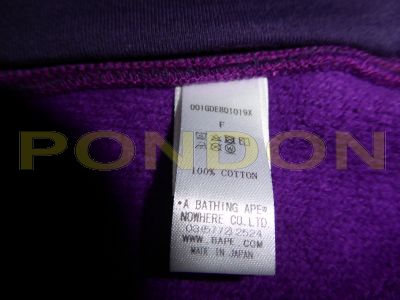 001GDE801019X
F
100% COTTON
•A BATHING APE®
NOWHERE CO.LTD
03(5772)2524
WWW.BAPE.COM
MADE IN JAPAN
PONDON